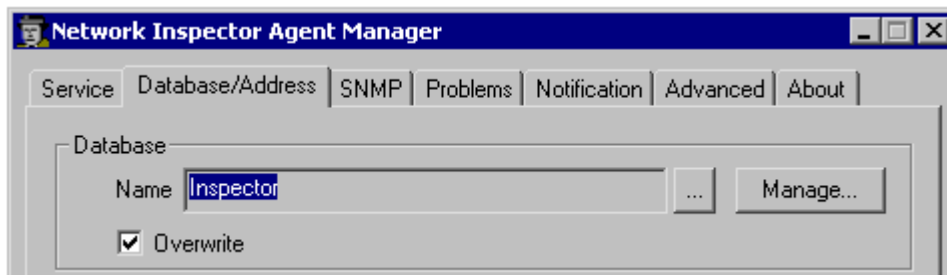 Network Inspector Agent Manager
Service Database/Address SNMP Problems Notification Advanced About
Database
Name Inspector ... Manage...
Overwrite